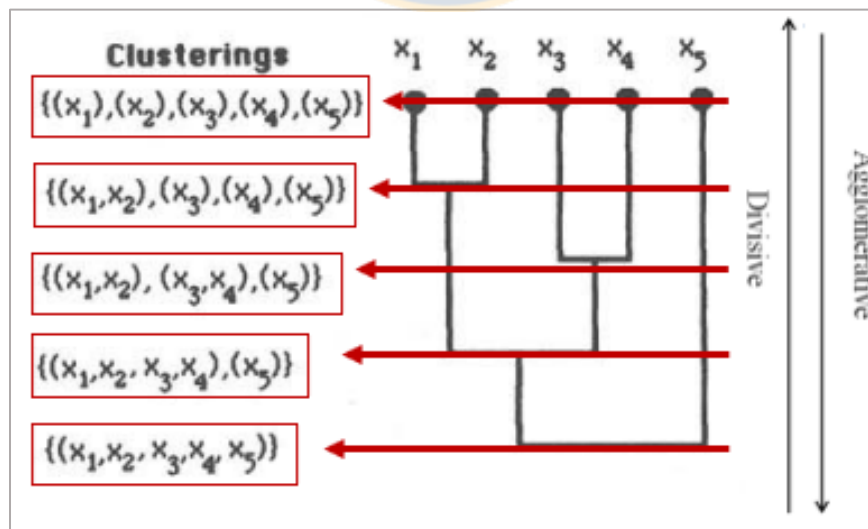 Clusterings
x₁ x₂ x₃ x₄ x₅
{(x₁),(x₂),(x₃),(x₄),(x₅)}
{(x₁,x₂),(x₃),(x₄),(x₅)}
{(x₁,x₂), (x₃,x₄),(x₅)}
{(x₁,x₂, x₃,x₄),(x₅)}
{(x₁,x₂,x₃,x₄,x₅)}
Divisive
Agglomerative